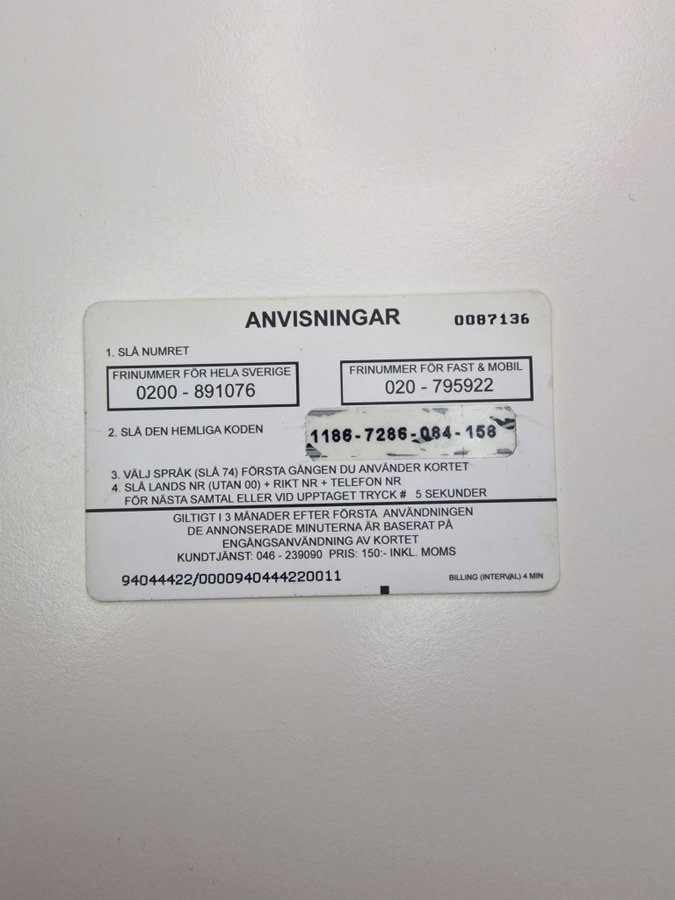 ANVISNINGAR
0087136
1. SLÅ NUMRET
FRINUMMER FÖR HELA SVERIGE
0200 - 891076
FRINUMMER FÖR FAST & MOBIL
020 - 795922
2. SLÅ DEN HEMLIGA KODEN
1186-7286-084-158
3. VÄLJ SPRÅK (SLÅ 74) FÖRSTA GÅNGEN DU ANVÄNDER KORTET
4. SLÅ LANDS NR (UTAN 00) + RIKT NR + TELEFON NR
FÖR NÄSTA SAMTAL ELLER VID UPPTAGET TRYCK # 5 SEKUNDER
GILTIGT I 3 MÅNADER EFTER FÖRSTA ANVÄNDNINGEN
DE ANNONSERADE MINUTERNA ÄR BASERAT PÅ
ENGÅNGSANVÄNDNING AV KORTET
KUNDTJÄNST: 046 - 239090 PRIS: 150:- INKL. MOMS
94044422/0000940444220011
BILLING (INTERVAL) 4 MIN